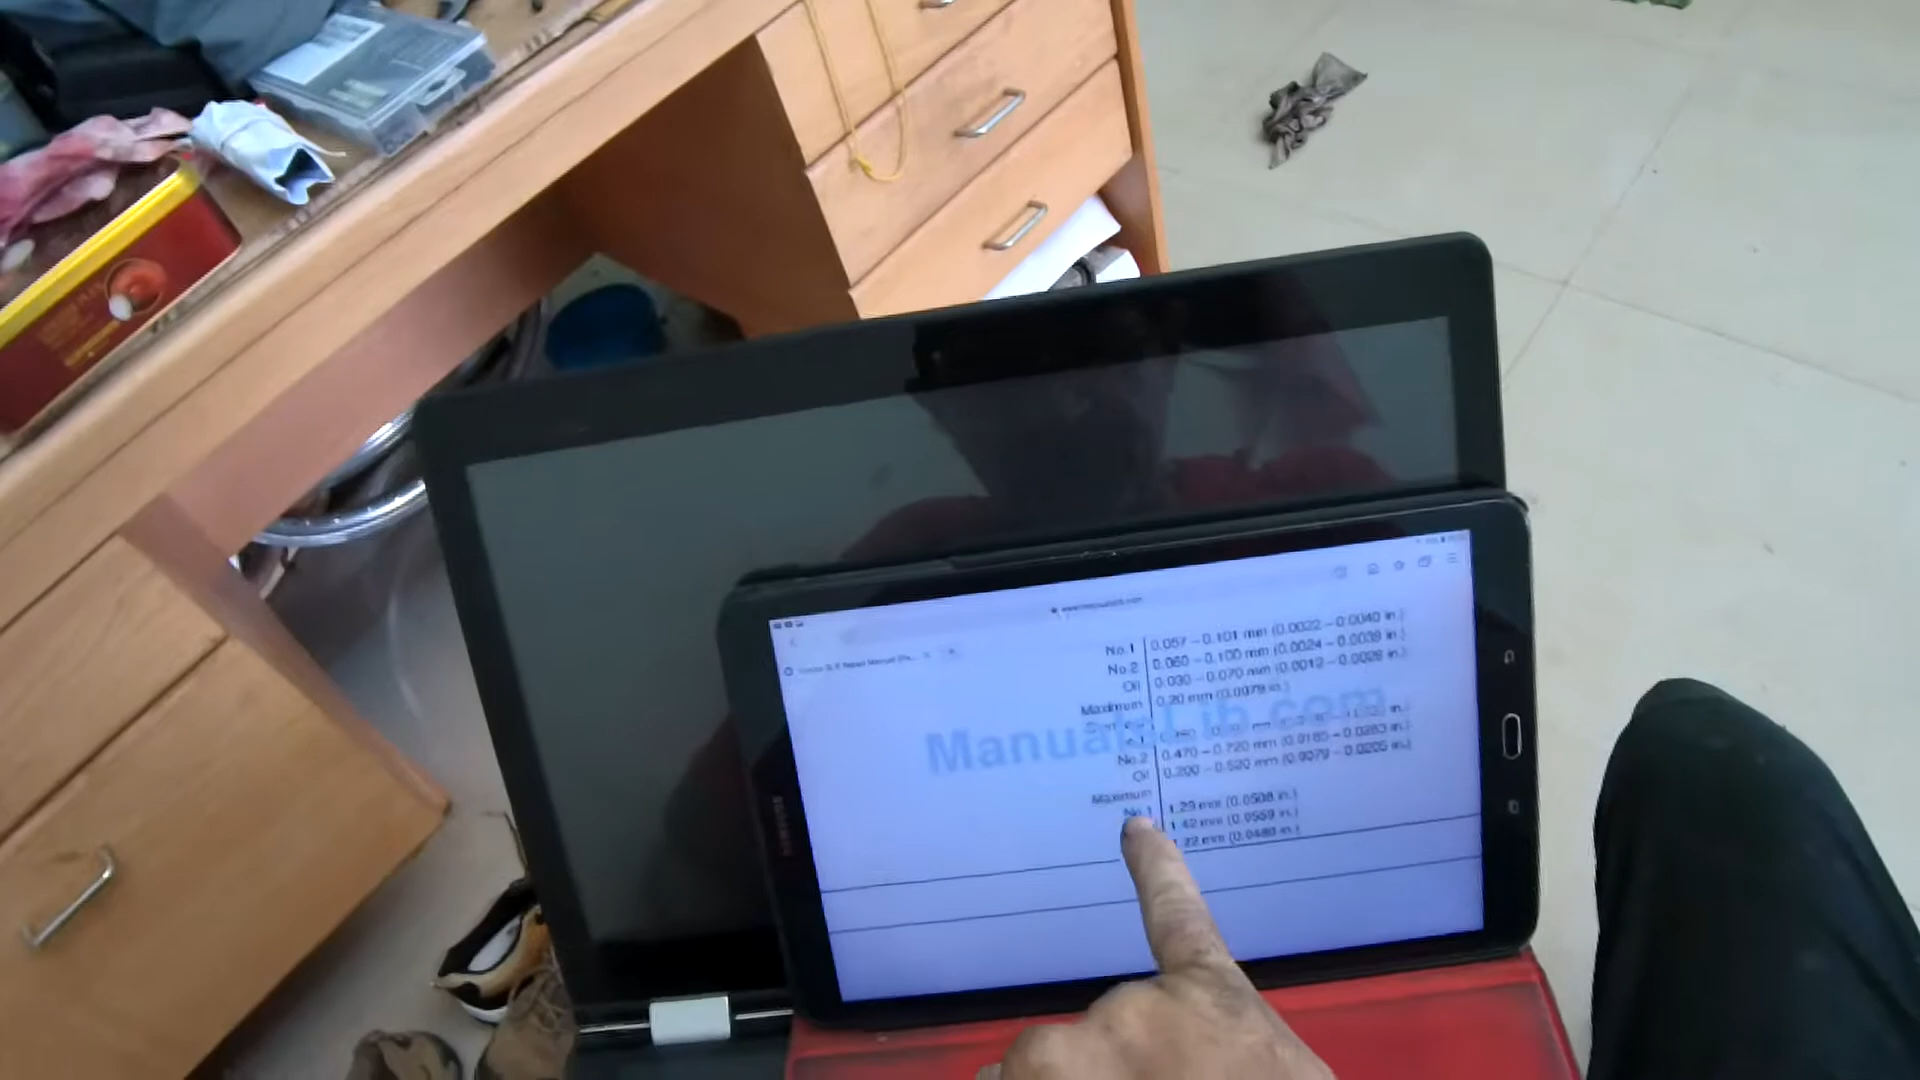 No.1 0.057 – 0.101 mm (0.0022 – 0.0040 in.)
No.2 0.060 – 0.100 mm (0.0024 – 0.0039 in.)
Oil 0.030 – 0.070 mm (0.0012 – 0.0028 in.)
Maximum 0.20 mm (0.0079 in.)
ManualsLib.com
No.2 0.470 – 0.720 mm (0.0185 – 0.0283 in.)
Oil 0.200 – 0.520 mm (0.0079 – 0.0205 in.)
Maximum
No.1 1.29 mm (0.0508 in.)
1.42 mm (0.0559 in.)
1.22 mm (0.0480 in.)
SAMSUNG